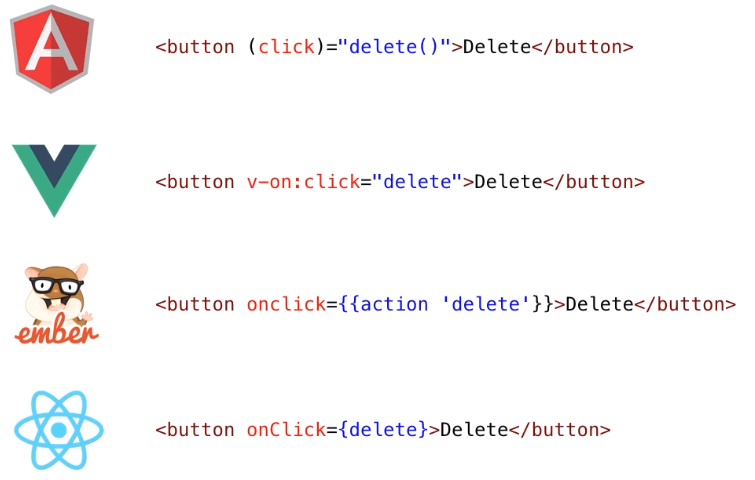 A
<button (click)="delete()">Delete</button>
<button v-on:click="delete">Delete</button>
ember
<button onclick={{action 'delete'}}>Delete</button>
<button onClick={delete}>Delete</button>